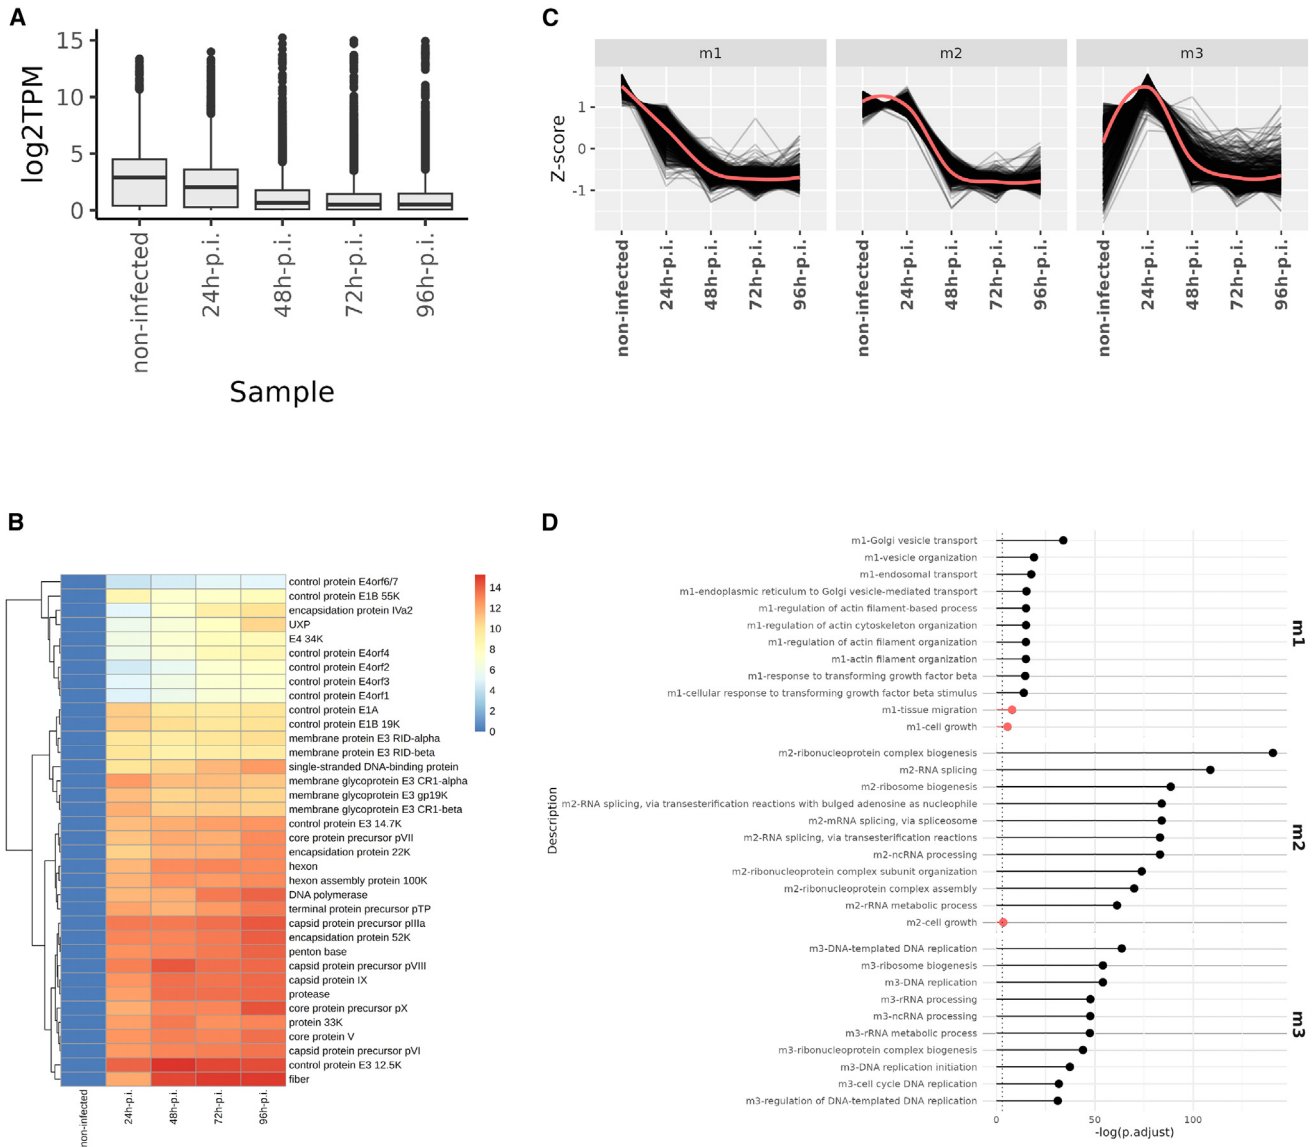 A
15
10
5
0
log2TPM
non-infected
24h-p.i.
48h-p.i.
72h-p.i.
96h-p.i.
Sample
C
m1
m2
m3
1
0
-1
Z-score
non-infected
24h-p.i.
48h-p.i.
72h-p.i.
96h-p.i.
non-infected
24h-p.i.
48h-p.i.
72h-p.i.
96h-p.i.
non-infected
24h-p.i.
48h-p.i.
72h-p.i.
96h-p.i.
B
control protein E4orf6/7
control protein E1B 55K
encapsidation protein IVa2
UXP
E4 34K
control protein E4orf4
control protein E4orf2
control protein E4orf3
control protein E4orf1
control protein E1A
control protein E1B 19K
membrane protein E3 RID-alpha
membrane protein E3 RID-beta
single-stranded DNA-binding protein
membrane glycoprotein E3 CR1-alpha
membrane glycoprotein E3 gp19K
membrane glycoprotein E3 CR1-beta
control protein E3 14.7K
core protein precursor pVII
encapsidation protein 22K
hexon
hexon assembly protein 100K
DNA polymerase
terminal protein precursor pTP
capsid protein precursor pIIIa
encapsidation protein 52K
penton base
capsid protein precursor pVIII
capsid protein IX
protease
core protein precursor pX
protein 33K
core protein V
capsid protein precursor pVI
control protein E3 12.5K
fiber
non-infected
24h-p.i.
48h-p.i.
72h-p.i.
96h-p.i.
14
12
10
8
6
4
2
0
D
Description
m1-Golgi vesicle transport
m1-vesicle organization
m1-endosomal transport
m1-endoplasmic reticulum to Golgi vesicle-mediated transport
m1-regulation of actin filament-based process
m1-regulation of actin cytoskeleton organization
m1-regulation of actin filament organization
m1-actin filament organization
m1-response to transforming growth factor beta
m1-cellular response to transforming growth factor beta stimulus
m1-tissue migration
m1-cell growth
m1
m2-ribonucleoprotein complex biogenesis
m2-RNA splicing
m2-ribosome biogenesis
m2-RNA splicing, via transesterification reactions with bulged adenosine as nucleophile
m2-mRNA splicing, via spliceosome
m2-RNA splicing, via transesterification reactions
m2-ncRNA processing
m2-ribonucleoprotein complex subunit organization
m2-ribonucleoprotein complex assembly
m2-rRNA metabolic process
m2-cell growth
m2
m3-DNA-templated DNA replication
m3-ribosome biogenesis
m3-DNA replication
m3-rRNA processing
m3-ncRNA processing
m3-rRNA metabolic process
m3-ribonucleoprotein complex biogenesis
m3-DNA replication initiation
m3-cell cycle DNA replication
m3-regulation of DNA-templated DNA replication
m3
0
50
100
-log(p.adjust)